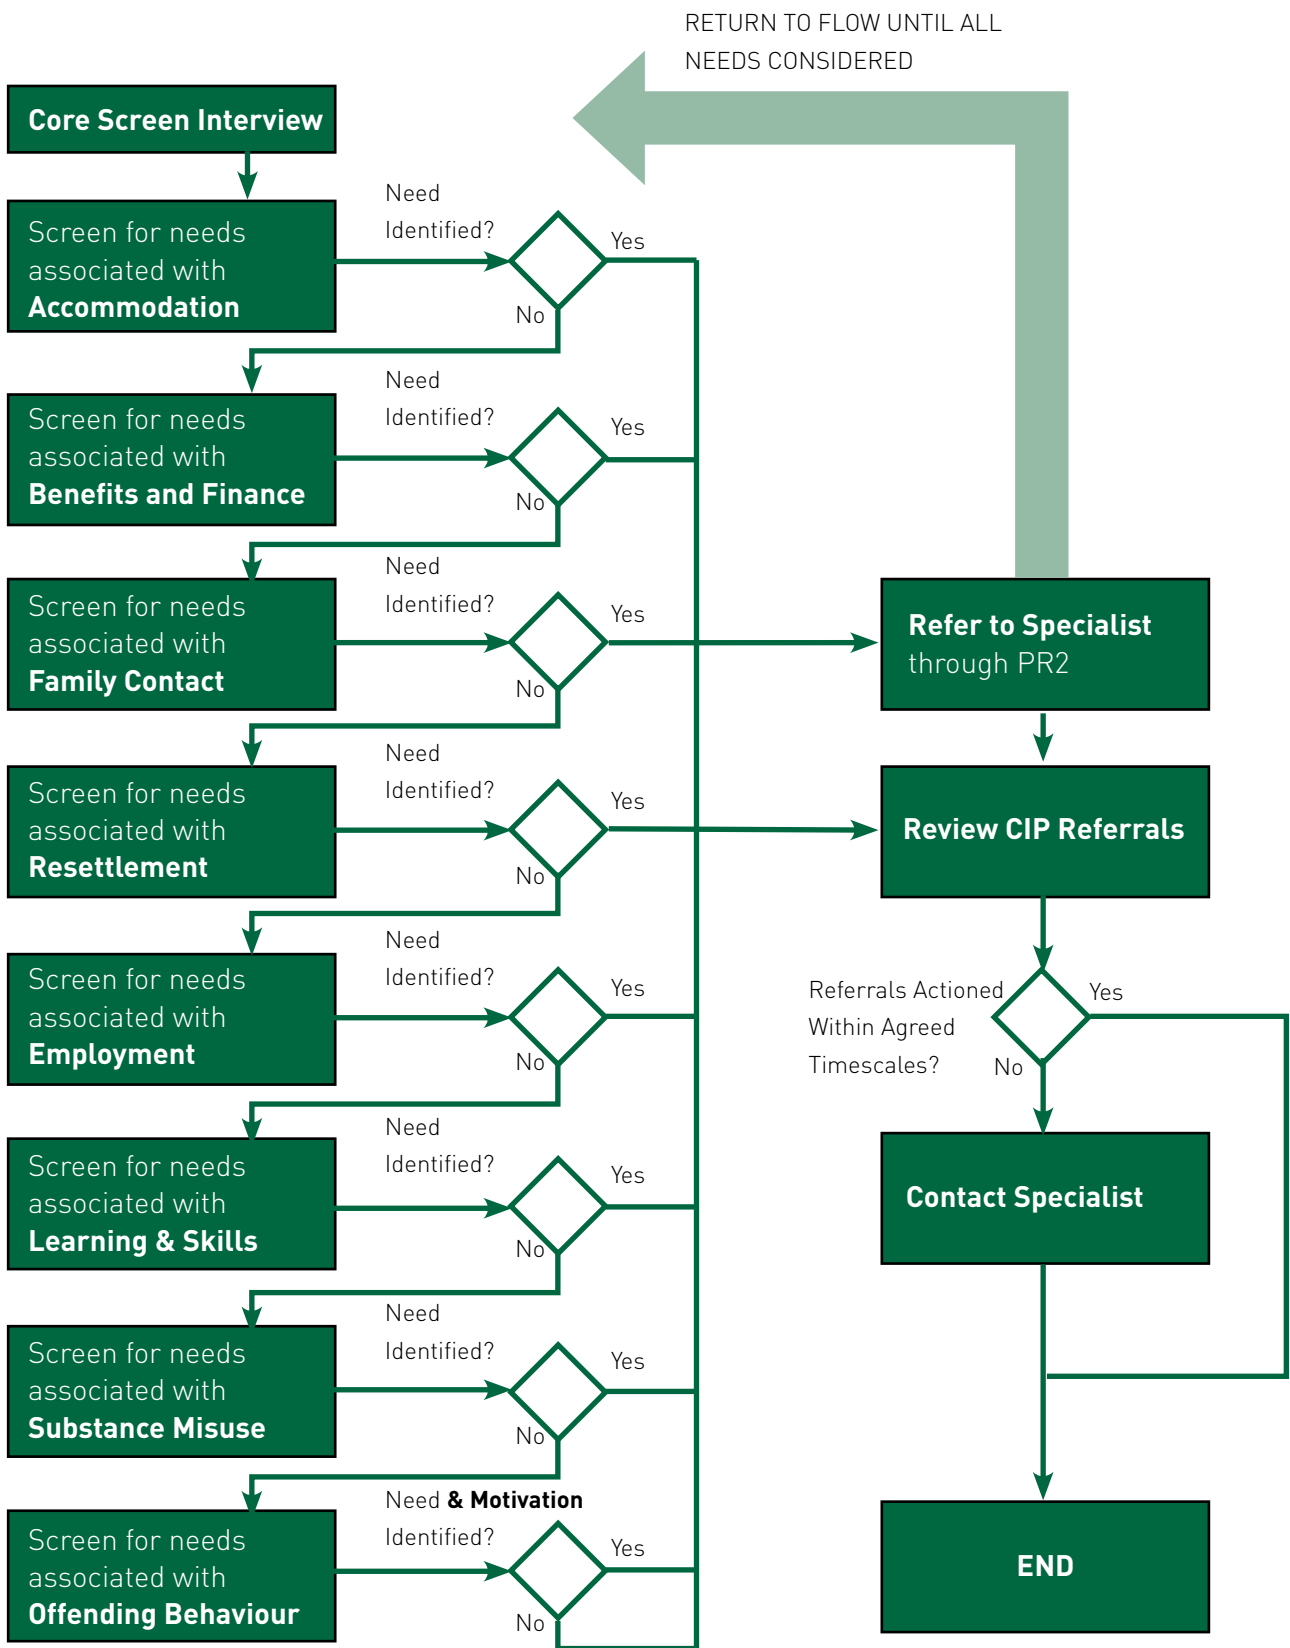 RETURN TO FLOW UNTIL ALL
NEEDS CONSIDERED
Core Screen Interview
Screen for needs
associated with
Accommodation
Need
Identified?
Yes
No
Screen for needs
associated with
Benefits and Finance
Need
Identified?
Yes
No
Screen for needs
associated with
Family Contact
Need
Identified?
Yes
No
Screen for needs
associated with
Resettlement
Need
Identified?
Yes
No
Screen for needs
associated with
Employment
Need
Identified?
Yes
No
Screen for needs
associated with
Learning & Skills
Need
Identified?
Yes
No
Screen for needs
associated with
Substance Misuse
Need
Identified?
Yes
No
Screen for needs
associated with
Offending Behaviour
Need & Motivation
Identified?
Yes
No
Refer to Specialist
through PR2
Review CIP Referrals
Referrals Actioned
Within Agreed
Timescales?
Yes
No
Contact Specialist
END